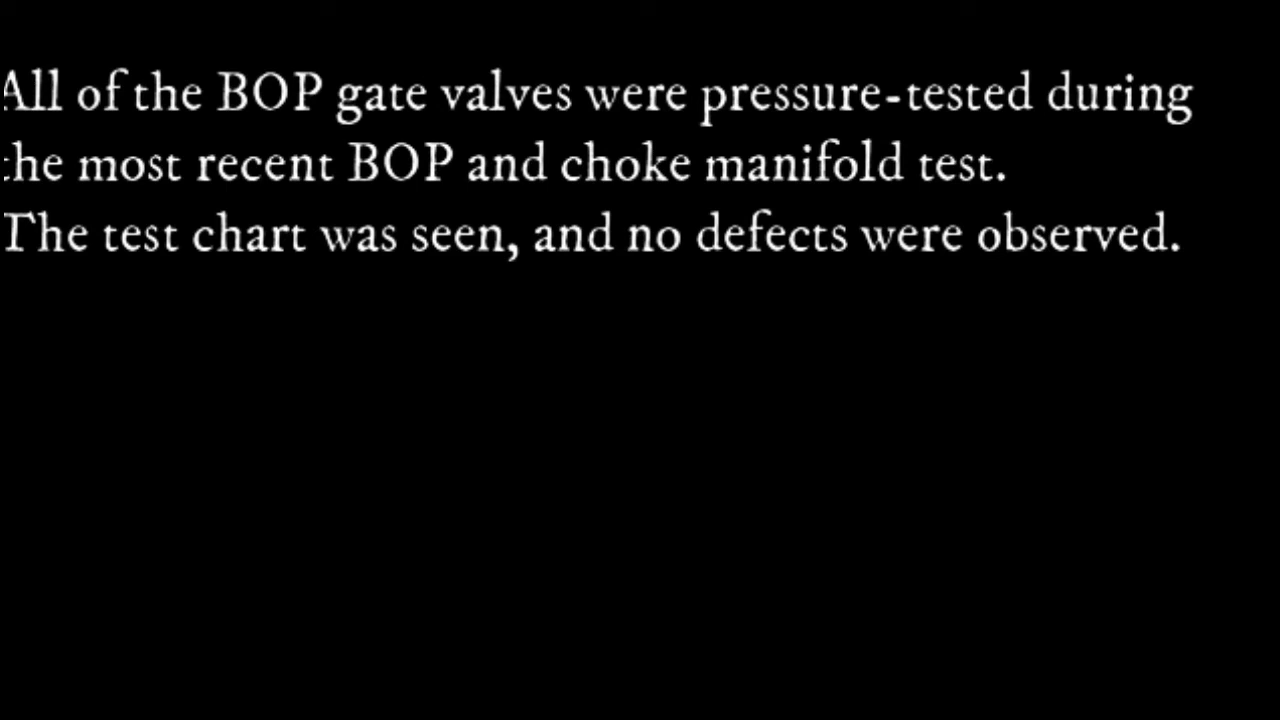 All of the BOP gate valves were pressure-tested during
the most recent BOP and choke manifold test.
The test chart was seen, and no defects were observed.